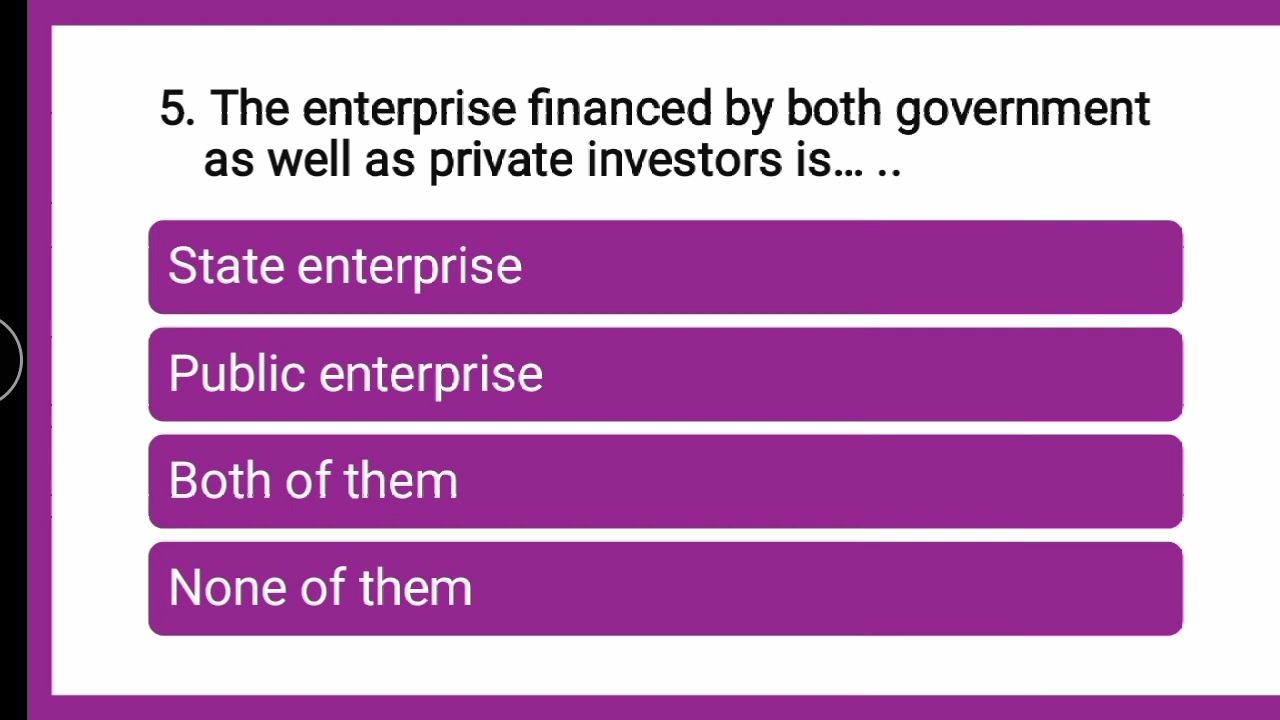 5. The enterprise financed by both government
as well as private investors is... ..
State enterprise
Public enterprise
Both of them
None of them